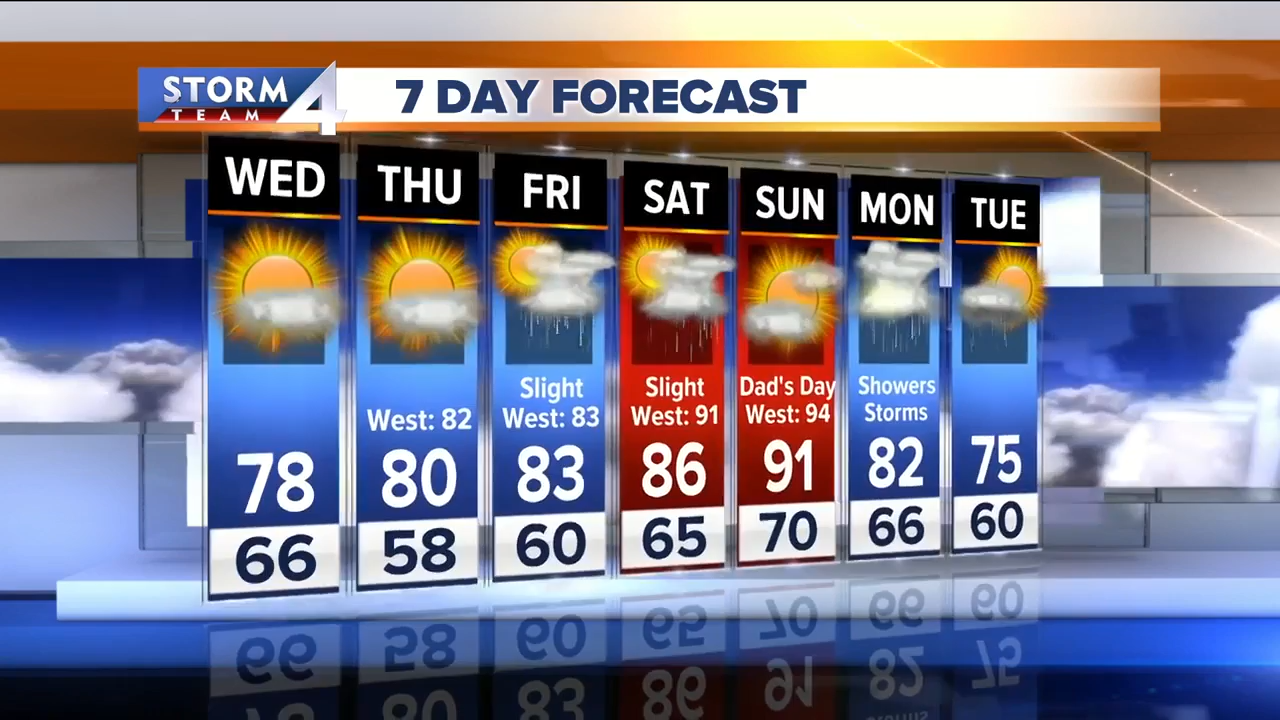 STORM
TEAM
4
7 DAY FORECAST
WED
78
66
THU
West: 82
80
58
FRI
Slight
West: 83
83
60
SAT
Slight
West: 91
86
65
SUN
Dad's Day
West: 94
91
70
MON
Showers
Storms
82
66
TUE
75
60